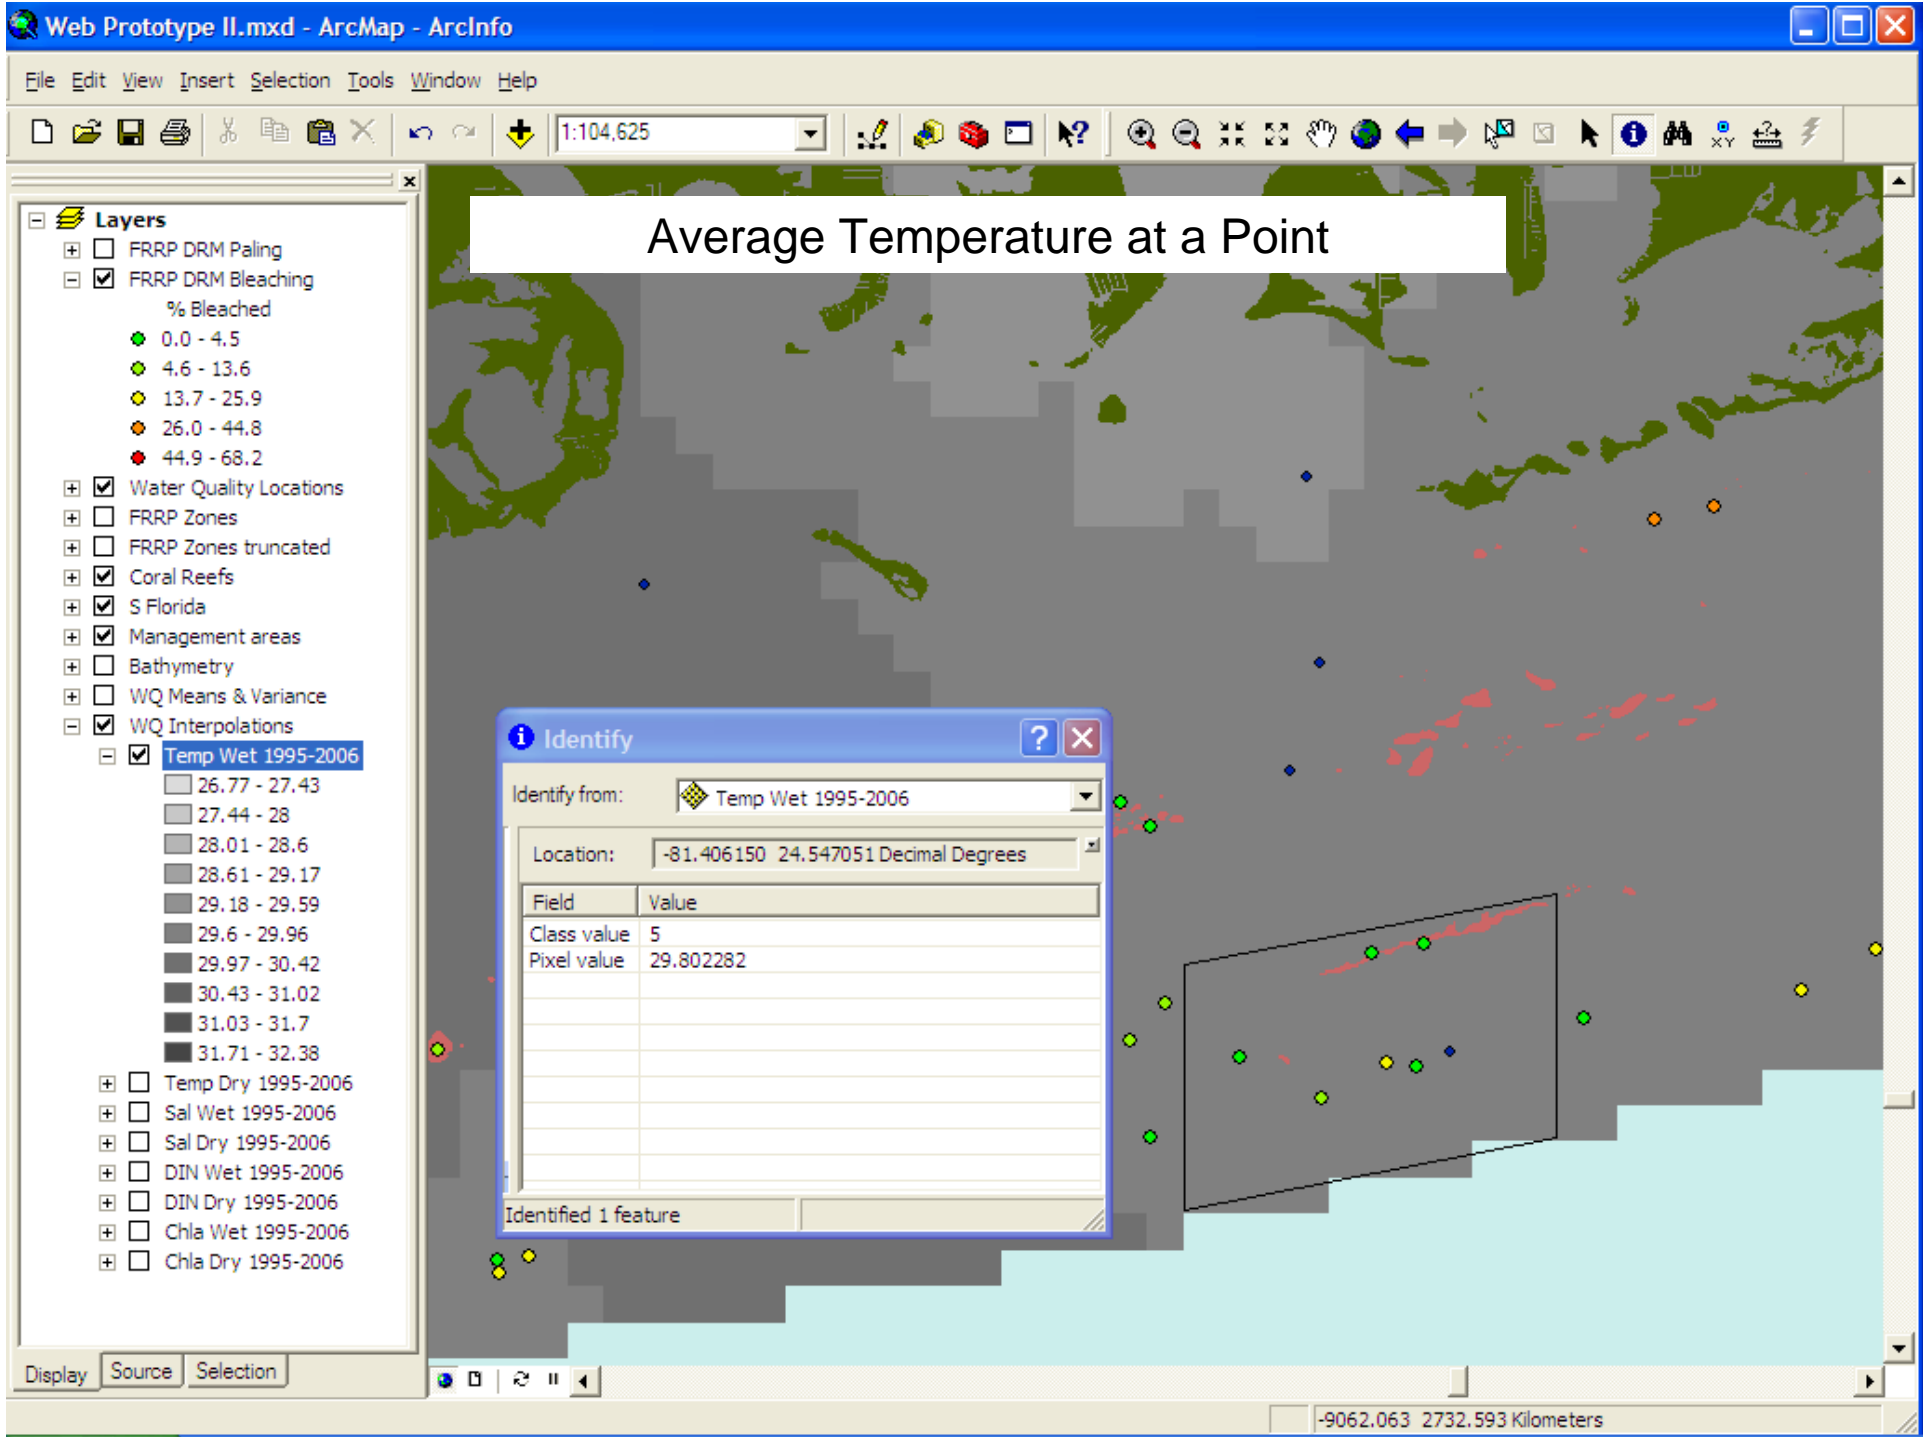 Web Prototype II.mxd - ArcMap - ArcInfo
File Edit View Insert Selection Tools Window Help
1:104,625
Average Temperature at a Point
Layers
FRRP DRM Paling
FRRP DRM Bleaching
% Bleached
0.0 - 4.5
4.6 - 13.6
13.7 - 25.9
26.0 - 44.8
44.9 - 68.2
Water Quality Locations
FRRP Zones
FRRP Zones truncated
Coral Reefs
S Florida
Management areas
Bathymetry
WQ Means & Variance
WQ Interpolations
Temp Wet 1995-2006
26.77 - 27.43
27.44 - 28
28.01 - 28.6
28.61 - 29.17
29.18 - 29.59
29.6 - 29.96
29.97 - 30.42
30.43 - 31.02
31.03 - 31.7
31.71 - 32.38
Temp Dry 1995-2006
Sal Wet 1995-2006
Sal Dry 1995-2006
DIN Wet 1995-2006
DIN Dry 1995-2006
Chla Wet 1995-2006
Chla Dry 1995-2006
Display Source Selection
Identify
Identify from: Temp Wet 1995-2006
Location: -81.406150 24.547051 Decimal Degrees
Field Value
Class value 5
Pixel value 29.802282
Identified 1 feature
-9062.063 2732.593 Kilometers